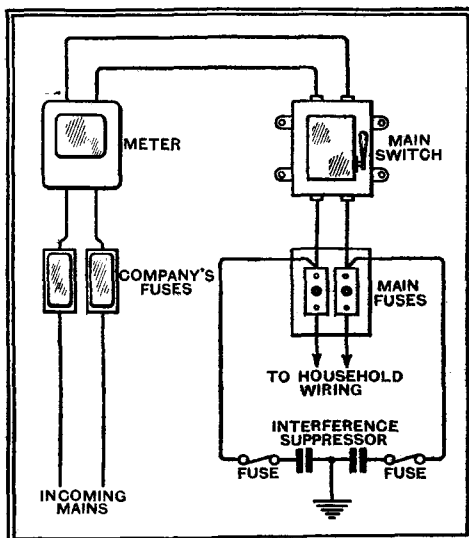 METER
MAIN
SWITCH
COMPANY'S
FUSES
MAIN
FUSES
TO HOUSEHOLD
WIRING
INTERFERENCE
SUPPRESSOR
FUSE
FUSE
INCOMING
MAINS